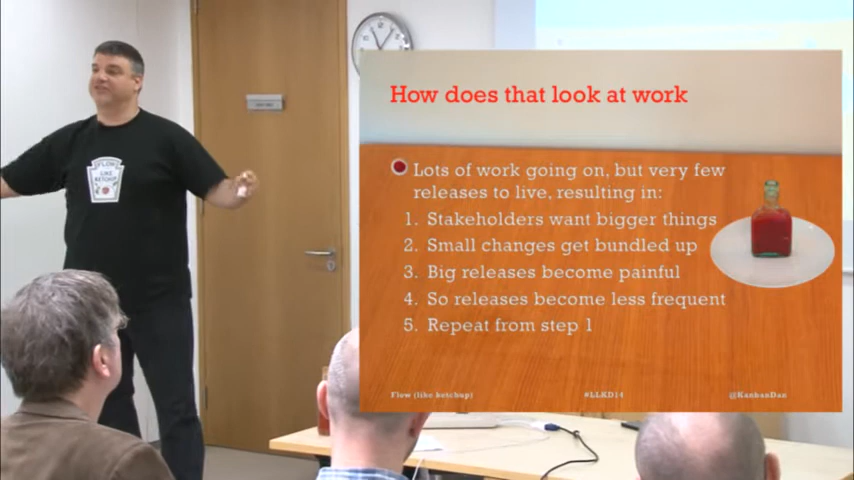 FLOW
LIKE
KETCHUP
How does that look at work
Lots of work going on, but very few
releases to live, resulting in:
1. Stakeholders want bigger things
2. Small changes get bundled up
3. Big releases become painful
4. So releases become less frequent
5. Repeat from step 1
Flow (like ketchup)
#LLKD14
@KanbanDan